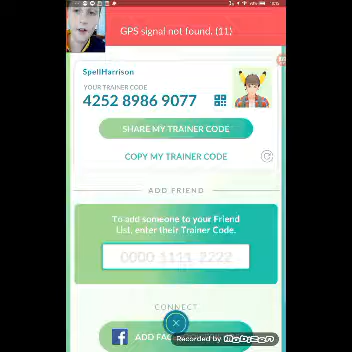 GPS signal not found. (11)
SpellHarrison
YOUR TRAINER CODE
4252 8986 9077
SHARE MY TRAINER CODE
COPY MY TRAINER CODE
ADD FRIEND
To add someone to your Friend
List, enter their Trainer Code.
0000 1111 2222
CONNECT
ADD
Recorded by Mobizen